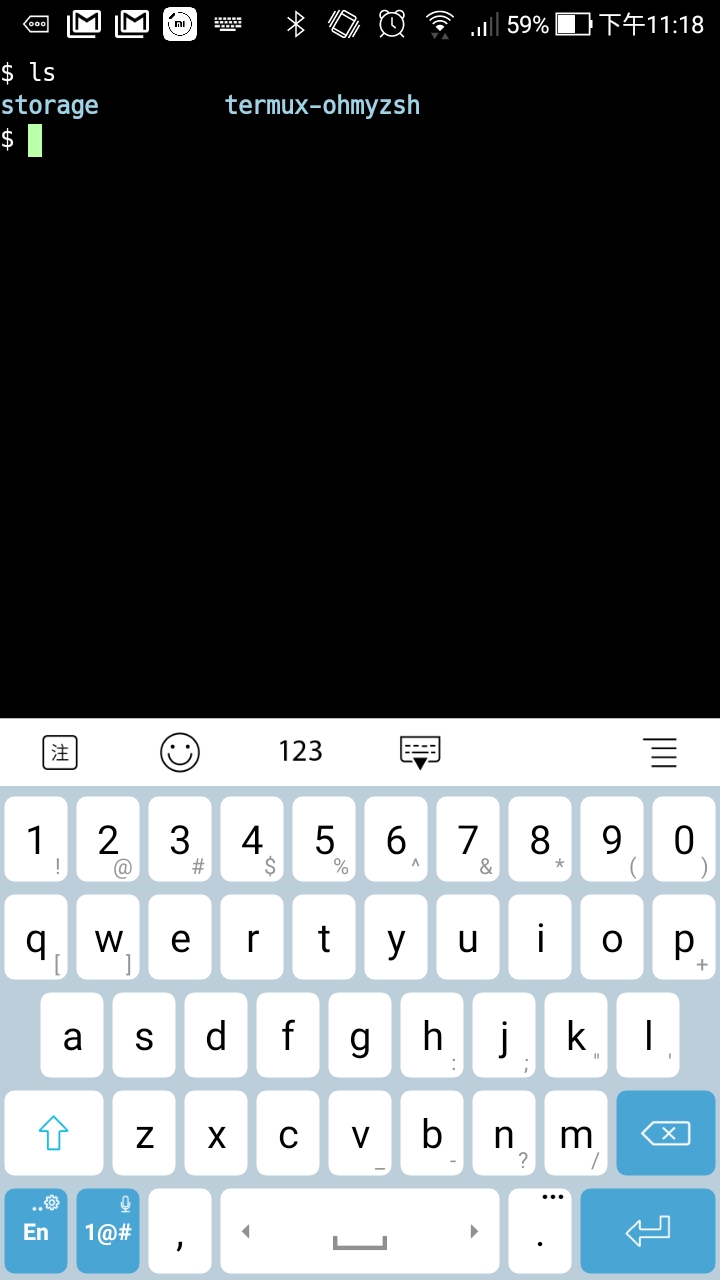 59% 下午11:18
$ ls
storage termux-ohmyzsh
$
注 123
1 ! 2 @ 3 # 4 $ 5 % 6 ^ 7 & 8 * 9 ( 0 )
q [ w ] e r t y u i o p +
a s d f g h : j ; k " l '
z x c v _ b - n ? m /
En 1@# , . •••